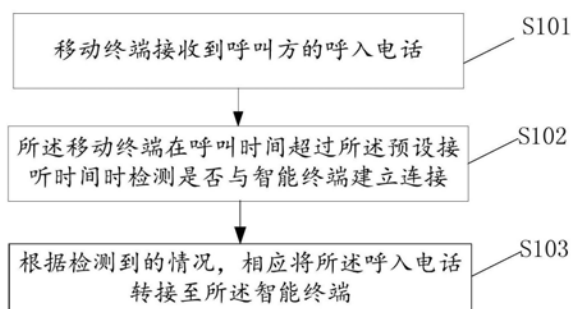 移动终端接收到呼叫方的呼入电话
S101
所述移动终端在呼叫时间超过所述预设接
听时间时检测是否与智能终端建立连接
S102
根据检测到的情况，相应将所述呼入电话
转接至所述智能终端
S103